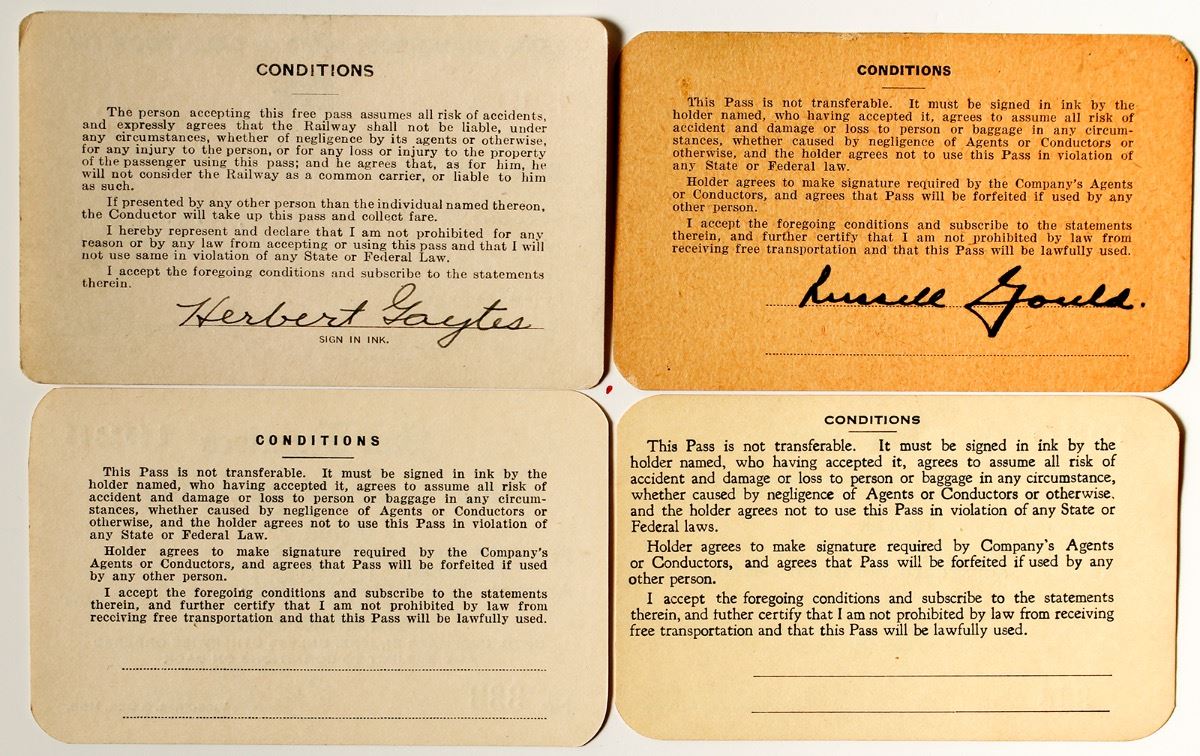 CONDITIONS
The person accepting this free pass assumes all risk of accidents,
and expressly agrees that the Railway shall not be liable, under
any circumstances, whether of negligence by its agents or otherwise,
for any injury to the person, or for any loss or injury to the property
of the passenger using this pass; and he agrees that, as for him, he
will not consider the Railway as a common carrier, or liable to him
as such.
If presented by any other person than the individual named thereon,
the Conductor will take up this pass and collect fare.
I hereby represent and declare that I am not prohibited for any
reason or by any law from accepting or using this pass and that I will
not use same in violation of any State or Federal Law.
I accept the foregoing conditions and subscribe to the statements
therein.
Herbert Gaytes
SIGN IN INK.
CONDITIONS
This Pass is not transferable. It must be signed in ink by the
holder named, who having accepted it, agrees to assume all risk of
accident and damage or loss to person or baggage in any circum-
stances, whether caused by negligence of Agents or Conductors or
otherwise, and the holder agrees not to use this Pass in violation of
any State or Federal law.
Holder agrees to make signature required by the Company's Agents
or Conductors, and agrees that Pass will be forfeited if used by any
other person.
I accept the foregoing conditions and subscribe to the statements
therein, and further certify that I am not prohibited by law from
receiving free transportation and that this Pass will be lawfully used.
Russell Gould.
CONDITIONS
This Pass is not transferable. It must be signed in ink by the
holder named, who having accepted it, agrees to assume all risk of
accident and damage or loss to person or baggage in any circum-
stances, whether caused by negligence of Agents or Conductors or
otherwise, and the holder agrees not to use this Pass in violation of
any State or Federal Law.
Holder agrees to make signature required by the Company's
Agents or Conductors, and agrees that Pass will be forfeited if used
by any other person.
I accept the foregoing conditions and subscribe to the statements
therein, and further certify that I am not prohibited by law from
receiving free transportation and that this Pass will be lawfully used.
CONDITIONS
This Pass is not transferable. It must be signed in ink by the
holder named, who having accepted it, agrees to assume all risk of
accident and damage or loss to person or baggage in any circumstance,
whether caused by negligence of Agents or Conductors or otherwise,
and the holder agrees not to use this Pass in violation of any State or
Federal laws.
Holder agrees to make signature required by Company's Agents
or Conductors, and agrees that Pass will be forfeited if used by any
other person.
I accept the foregoing conditions and subscribe to the statements
therein, and futher certify that I am not prohibited by law from receiving
free transportation and that this Pass will be lawfully used.